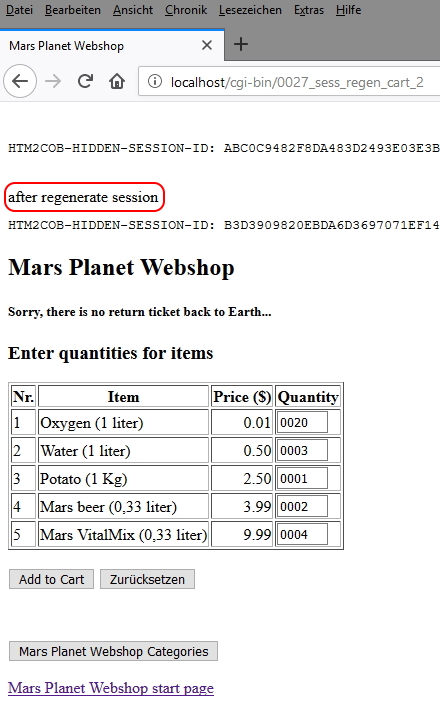 Datei Bearbeiten Ansicht Chronik Lesezeichen Extras Hilfe
Mars Planet Webshop
localhost/cgi-bin/0027_sess_regen_cart_2
HTM2COB-HIDDEN-SESSION-ID: ABC0C9482F8DA483D2493E03E3B
after regenerate session
HTM2COB-HIDDEN-SESSION-ID: B3D3909820EBDA6D3697071EF14
Mars Planet Webshop
Sorry, there is no return ticket back to Earth...
Enter quantities for items
Nr. Item Price ($) Quantity
1 Oxygen (1 liter) 0.01 0020
2 Water (1 liter) 0.50 0003
3 Potato (1 Kg) 2.50 0001
4 Mars beer (0,33 liter) 3.99 0002
5 Mars VitalMix (0,33 liter) 9.99 0004
Add to Cart Zurücksetzen
Mars Planet Webshop Categories
Mars Planet Webshop start page